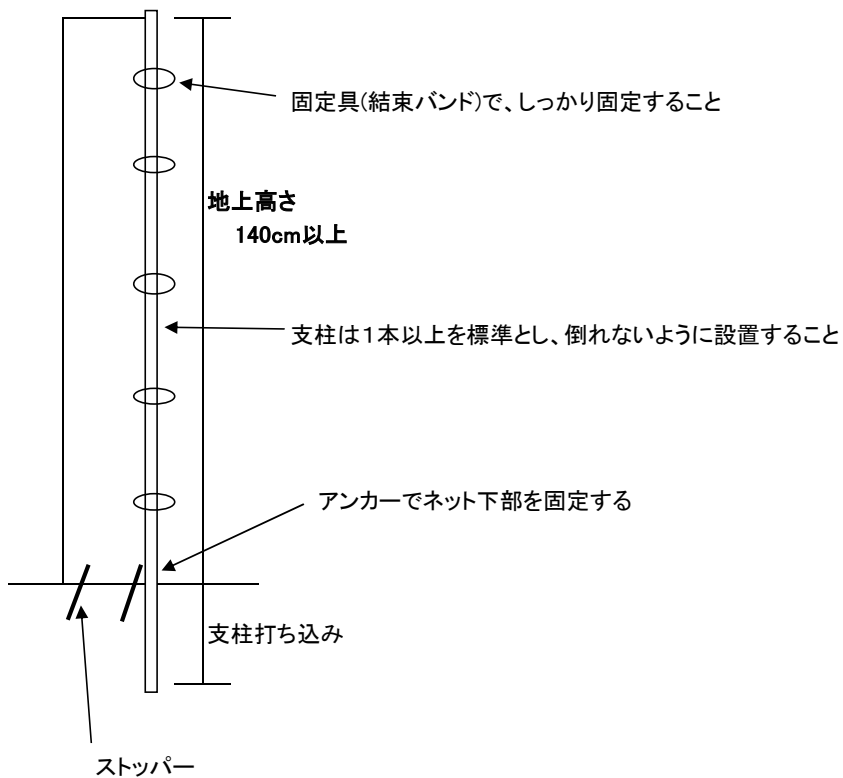 固定具(結束バンド)で、しっかり固定すること
地上高さ
140cm以上
支柱は１本以上を標準とし、倒れないように設置すること
アンカーでネット下部を固定する
支柱打ち込み
ストッパー